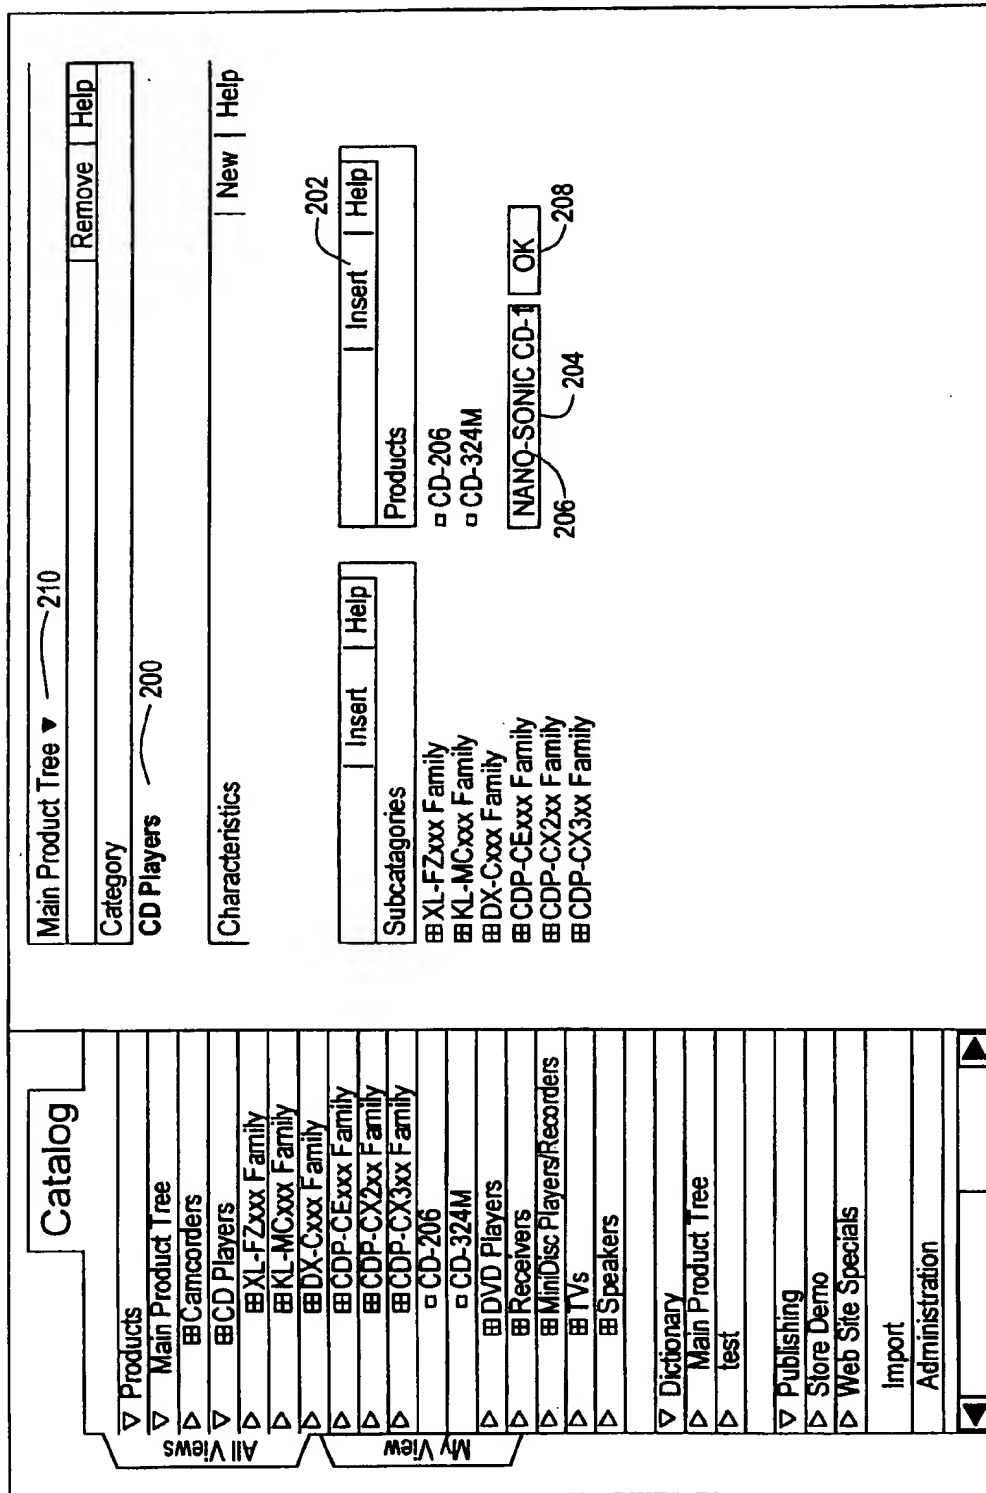 Catalog
All Views
My View
Products
Main Product Tree
Camcorders
CD Players
XL-FZxxx Family
KL-MCxxx Family
DX-Cxxx Family
CDP-CExxx Family
CDP-CX2xx Family
CDP-CX3xx Family
CD-206
CD-324M
DVD Players
Receivers
MiniDisc Players/Recorders
TVs
Speakers
Dictionary
Main Product Tree
test
Publishing
Store Demo
Web Site Specials
Import
Administration
Main Product Tree ▼ 210
| Remove | Help
Category
CD Players 200
Characteristics | New | Help
202
| Insert | Help
Subcatagories
XL-FZxxx Family
KL-MCxxx Family
DX-Cxxx Family
CDP-CExxx Family
CDP-CX2xx Family
CDP-CX3xx Family
| Insert | Help
Products
CD-206
CD-324M
NANO-SONIC CD-1 OK
206 204 208